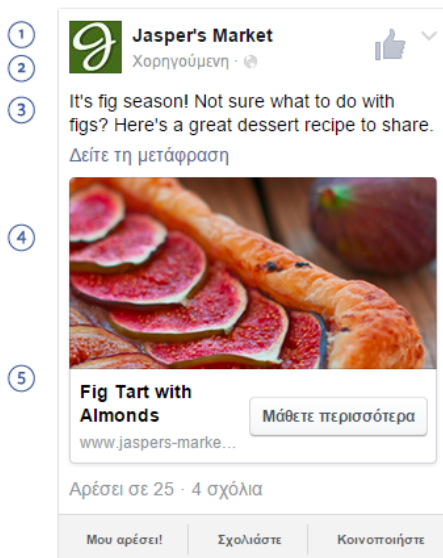 1
Jasper's Market
2
Χορηγούμενη ·
3
It's fig season! Not sure what to do with
figs? Here's a great dessert recipe to share.
Δείτε τη μετάφραση
4
5
Fig Tart with
Almonds
Μάθετε περισσότερα
www.jaspers-marke...
Αρέσει σε 25 · 4 σχόλια
Μου αρέσει! Σχολιάστε Κοινοποιήστε